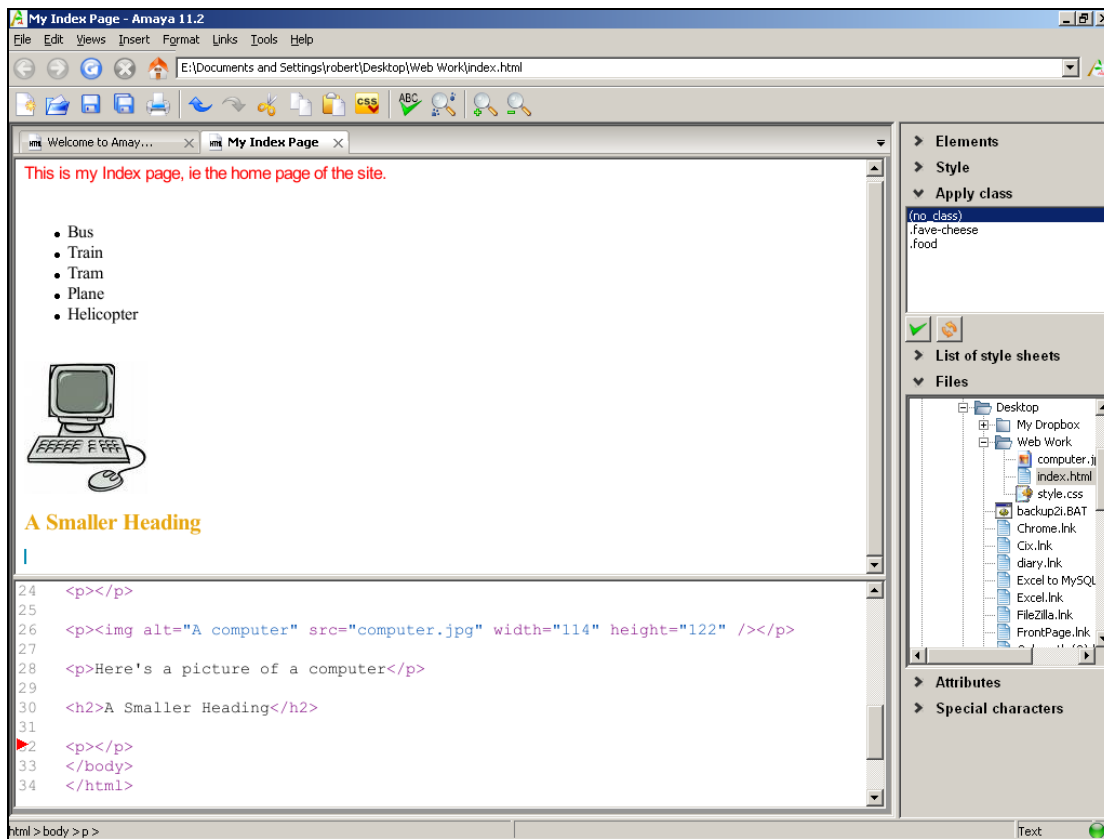 My Index Page - Amaya 11.2
File Edit Views Insert Format Links Tools Help
E:\Documents and Settings\robert\Desktop\Web Work\index.html
CSS ABC
Welcome to Amay... My Index Page
This is my Index page, ie the home page of the site.
Bus
Train
Tram
Plane
Helicopter
A Smaller Heading
24 <p></p>
25
26 <p><img alt="A computer" src="computer.jpg" width="114" height="122" /></p>
27
28 <p>Here's a picture of a computer</p>
29
30 <h2>A Smaller Heading</h2>
31
32 <p></p>
33 </body>
34 </html>
html > body > p >
Text
Elements
Style
Apply class
(no_class)
.fave-cheese
.food
List of style sheets
Files
Desktop
My Dropbox
Web Work
computer.j
index.html
style.css
backup2i.BAT
Chrome.lnk
Cix.lnk
diary.lnk
Excel to MySQL
Excel.lnk
FileZilla.lnk
FrontPage.lnk
Attributes
Special characters